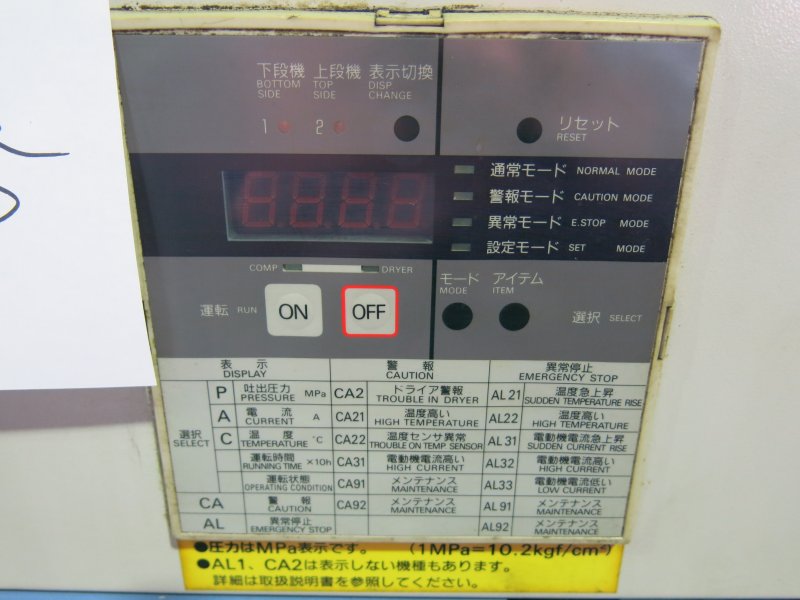 下段機 上段機 表示切換
BOTTOM SIDE TOP SIDE DISP CHANGE
1 2
リセット
RESET
通常モード NORMAL MODE
警報モード CAUTION MODE
異常モード E.STOP MODE
設定モード SET MODE
COMP DRYER
運転 RUN ON OFF
モード アイテム
MODE ITEM
選択 SELECT
表示 警報 異常停止
DISPLAY CAUTION EMERGENCY STOP
選択
SELECT
P 吐出圧力 PRESSURE MPa CA2 ドライア警報 TROUBLE IN DRYER AL21 温度急上昇 SUDDEN TEMPERATURE RISE
A 電流 CURRENT A CA21 温度高い HIGH TEMPERATURE AL22 温度高い HIGH TEMPERATURE
C 温度 TEMPERATURE ℃ CA22 温度センサ異常 TROUBLE ON TEMP. SENSOR AL31 電動機電流急上昇 SUDDEN CURRENT RISE
運転時間 RUNNING TIME ×10h CA31 電動機電流高い HIGH CURRENT AL32 電動機電流高い HIGH CURRENT
運転状態 OPERATING CONDITION CA91 メンテナンス MAINTENANCE AL33 電動機電流低い LOW CURRENT
CA 警報 CAUTION CA92 メンテナンス MAINTENANCE AL91 メンテナンス MAINTENANCE
AL 異常停止 EMERGENCY STOP AL92 メンテナンス MAINTENANCE
●圧力はMPa表示です。 (1MPa=10.2kgf/cm²)
●AL1、CA2は表示しない機種もあります。
詳細は取扱説明書を参照してください。